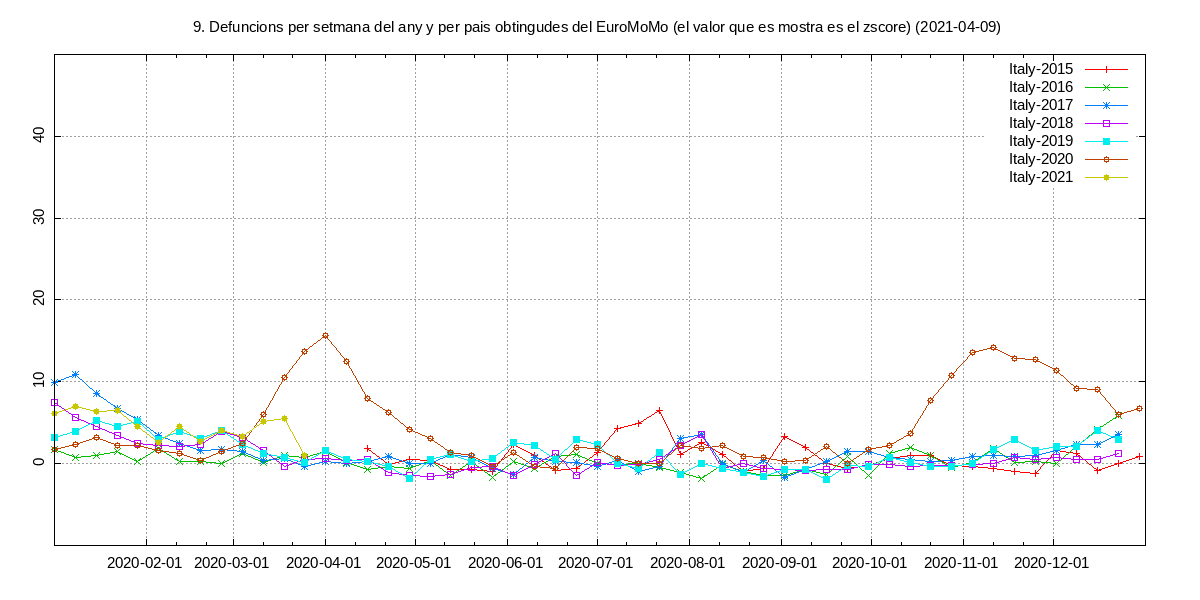 9. Defuncions per setmana del any y per pais obtingudes del EuroMoMo (el valor que es mostra es el zscore) (2021-04-09)
Italy-2015
Italy-2016
Italy-2017
Italy-2018
Italy-2019
Italy-2020
Italy-2021
40
30
20
10
0
2020-02-01 2020-03-01 2020-04-01 2020-05-01 2020-06-01 2020-07-01 2020-08-01 2020-09-01 2020-10-01 2020-11-01 2020-12-01